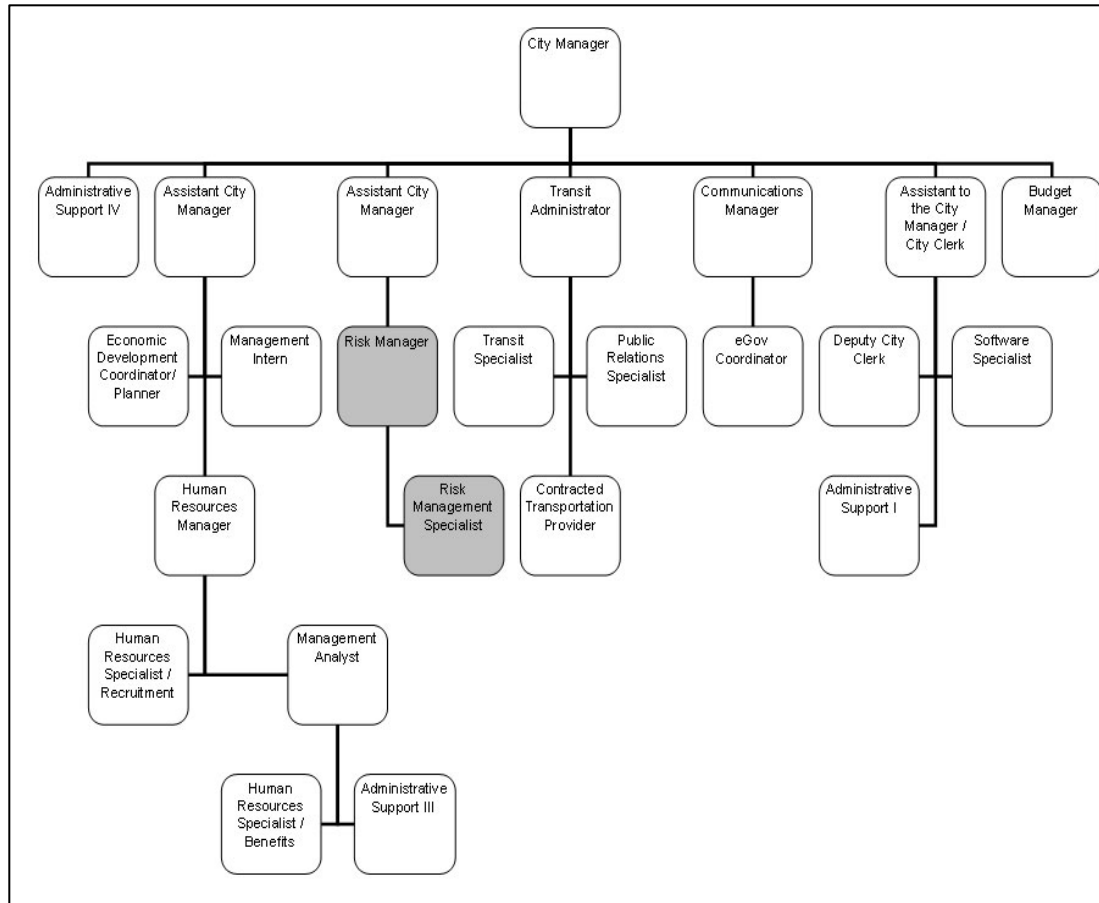 City Manager
Administrative
Support IV
Assistant City
Manager
Assistant City
Manager
Transit
Administrator
Communications
Manager
Assistant to
the City
Manager /
City Clerk
Budget
Manager
Economic
Development
Coordinator/
Planner
Management
Intern
Risk Manager
Transit
Specialist
Public
Relations
Specialist
eGov
Coordinator
Deputy City
Clerk
Software
Specialist
Human
Resources
Manager
Risk
Management
Specialist
Contracted
Transportation
Provider
Administrative
Support I
Human
Resources
Specialist /
Recruitment
Management
Analyst
Human
Resources
Specialist /
Benefits
Administrative
Support III